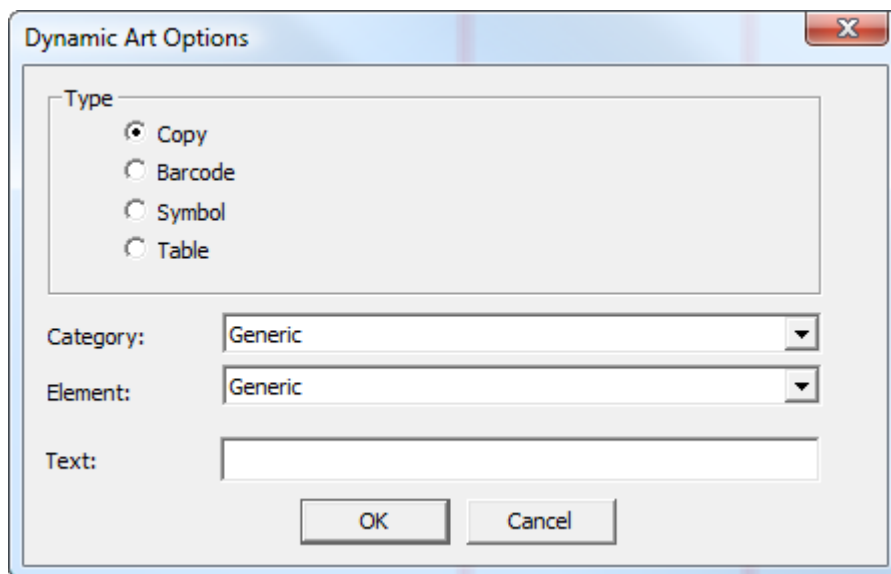 Dynamic Art Options
Type
Copy
Barcode
Symbol
Table
Category: Generic
Element: Generic
Text:
OK Cancel